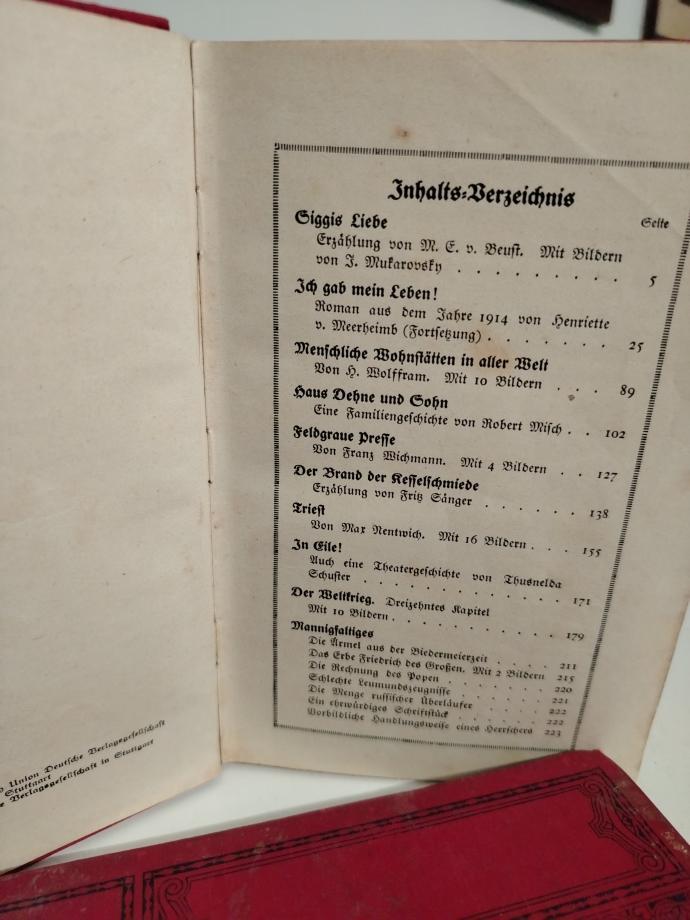 Inhalts-Verzeichnis
Seite
Siggis Liebe
Erzählung von M. E. v. Beust. Mit Bildern
von J. Mukarovsky . . . . . . . . . 5
Ich gab mein Leben!
Roman aus dem Jahre 1914 von Henriette
v. Meerheimb (Fortsetzung) . . . . . . . 25
Menschliche Wohnstätten in aller Welt
Von H. Wolffram. Mit 10 Bildern . . . 89
Haus Dehne und Sohn
Eine Familiengeschichte von Robert Misch . . 102
Feldgraue Presse
Von Franz Wichmann. Mit 4 Bildern . . 127
Der Brand der Kesselschmiede
Erzählung von Fritz Sänger . . . . . . 138
Triest
Von Max Nentwich. Mit 16 Bildern . . . 155
In Eile!
Auch eine Theatergeschichte von Thusnelda
Schuster . . . . . . . . . . . . 171
Der Weltkrieg. Dreizehntes Kapitel
Mit 10 Bildern . . . . . . . . . . . 179
Mannigfaltiges
Die Ärmel aus der Biedermeierzeit . . . . 211
Das Erbe Friedrich des Großen. Mit 2 Bildern 215
Die Rechnung des Popen . . . . . . . 220
Schlechte Leumundszeugnisse . . . . . . 221
Die Menge russischer Überläufer . . . . . 222
Ein ehrwürdiges Schriftstück . . . . . . 222
Vorbildliche Handlungsweise eines Herrschers 223
Union Deutsche Verlagsgesellschaft
Stuttgart
Verlagsgesellschaft in Stuttgart